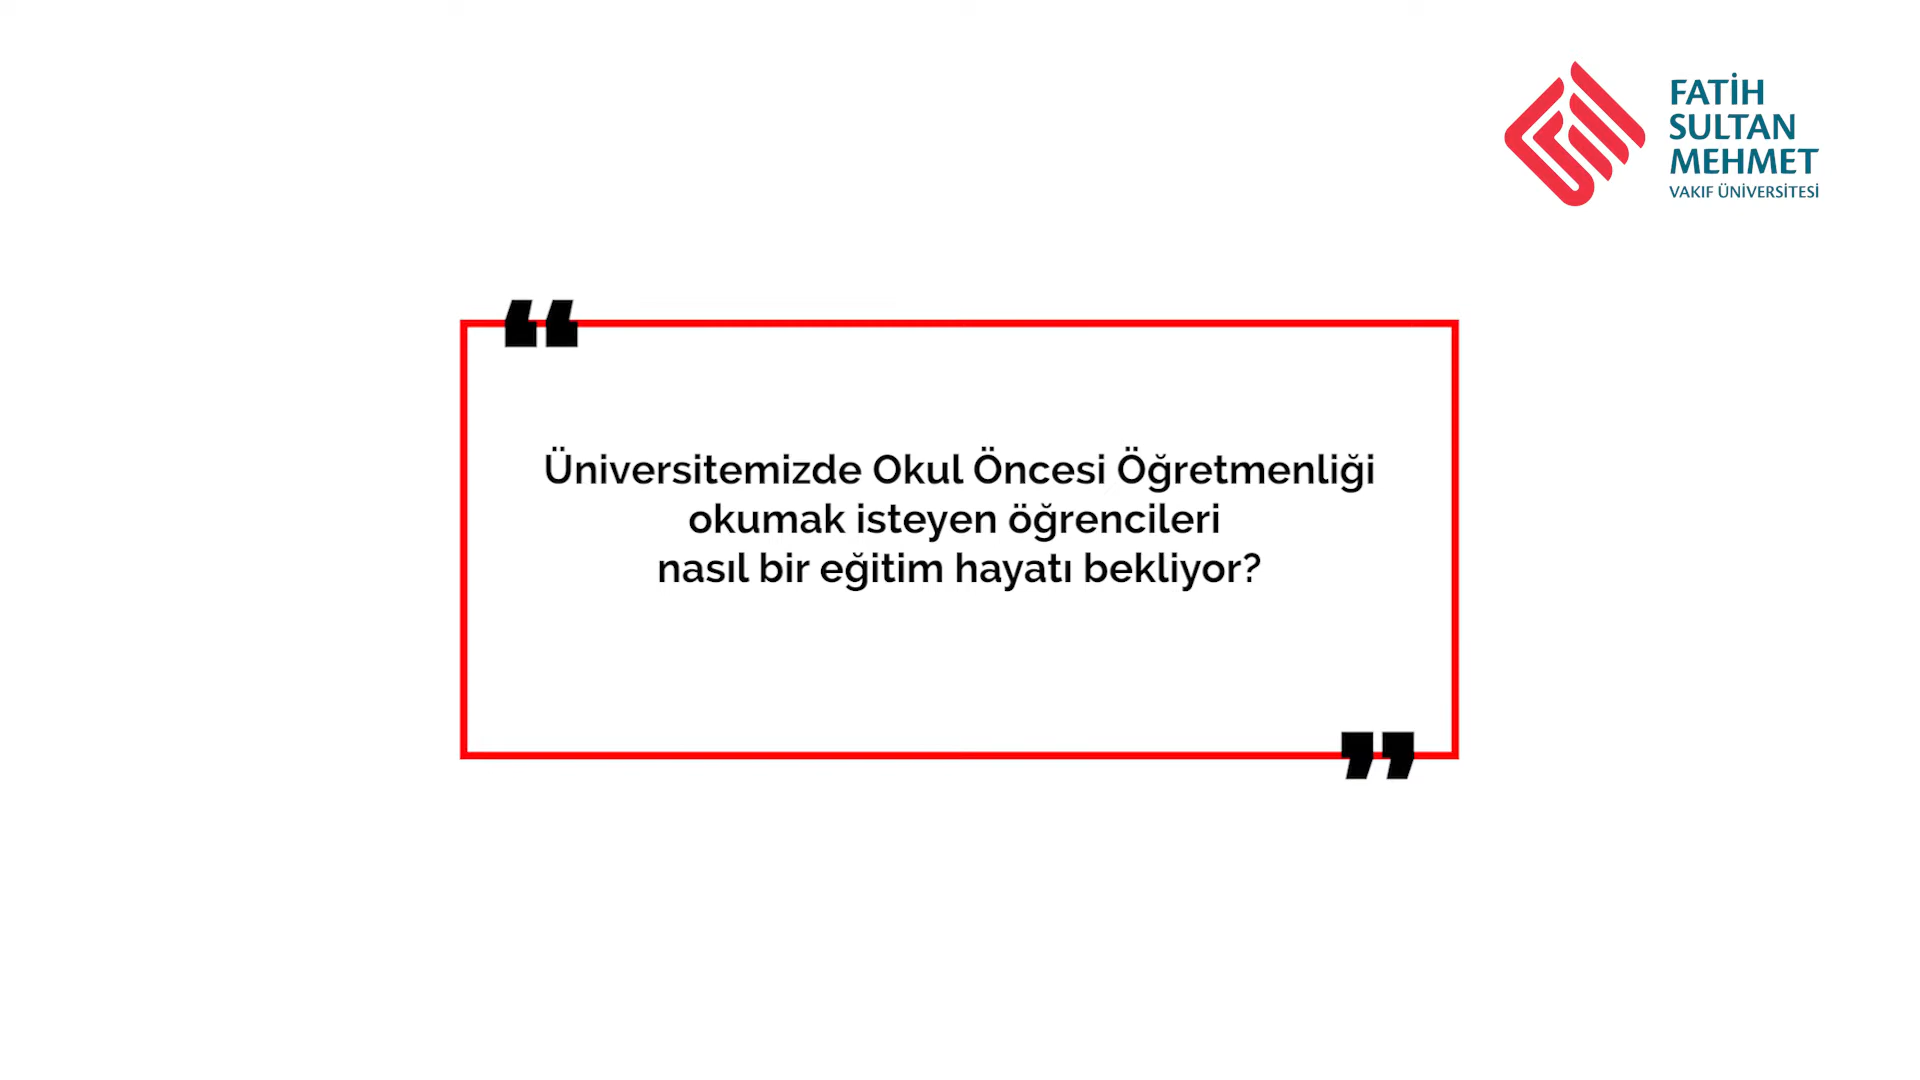 FATİH
SULTAN
MEHMET
VAKIF ÜNİVERSİTESİ
“
Üniversitemizde Okul Öncesi Öğretmenliği
okumak isteyen öğrencileri
nasıl bir eğitim hayatı bekliyor?
”